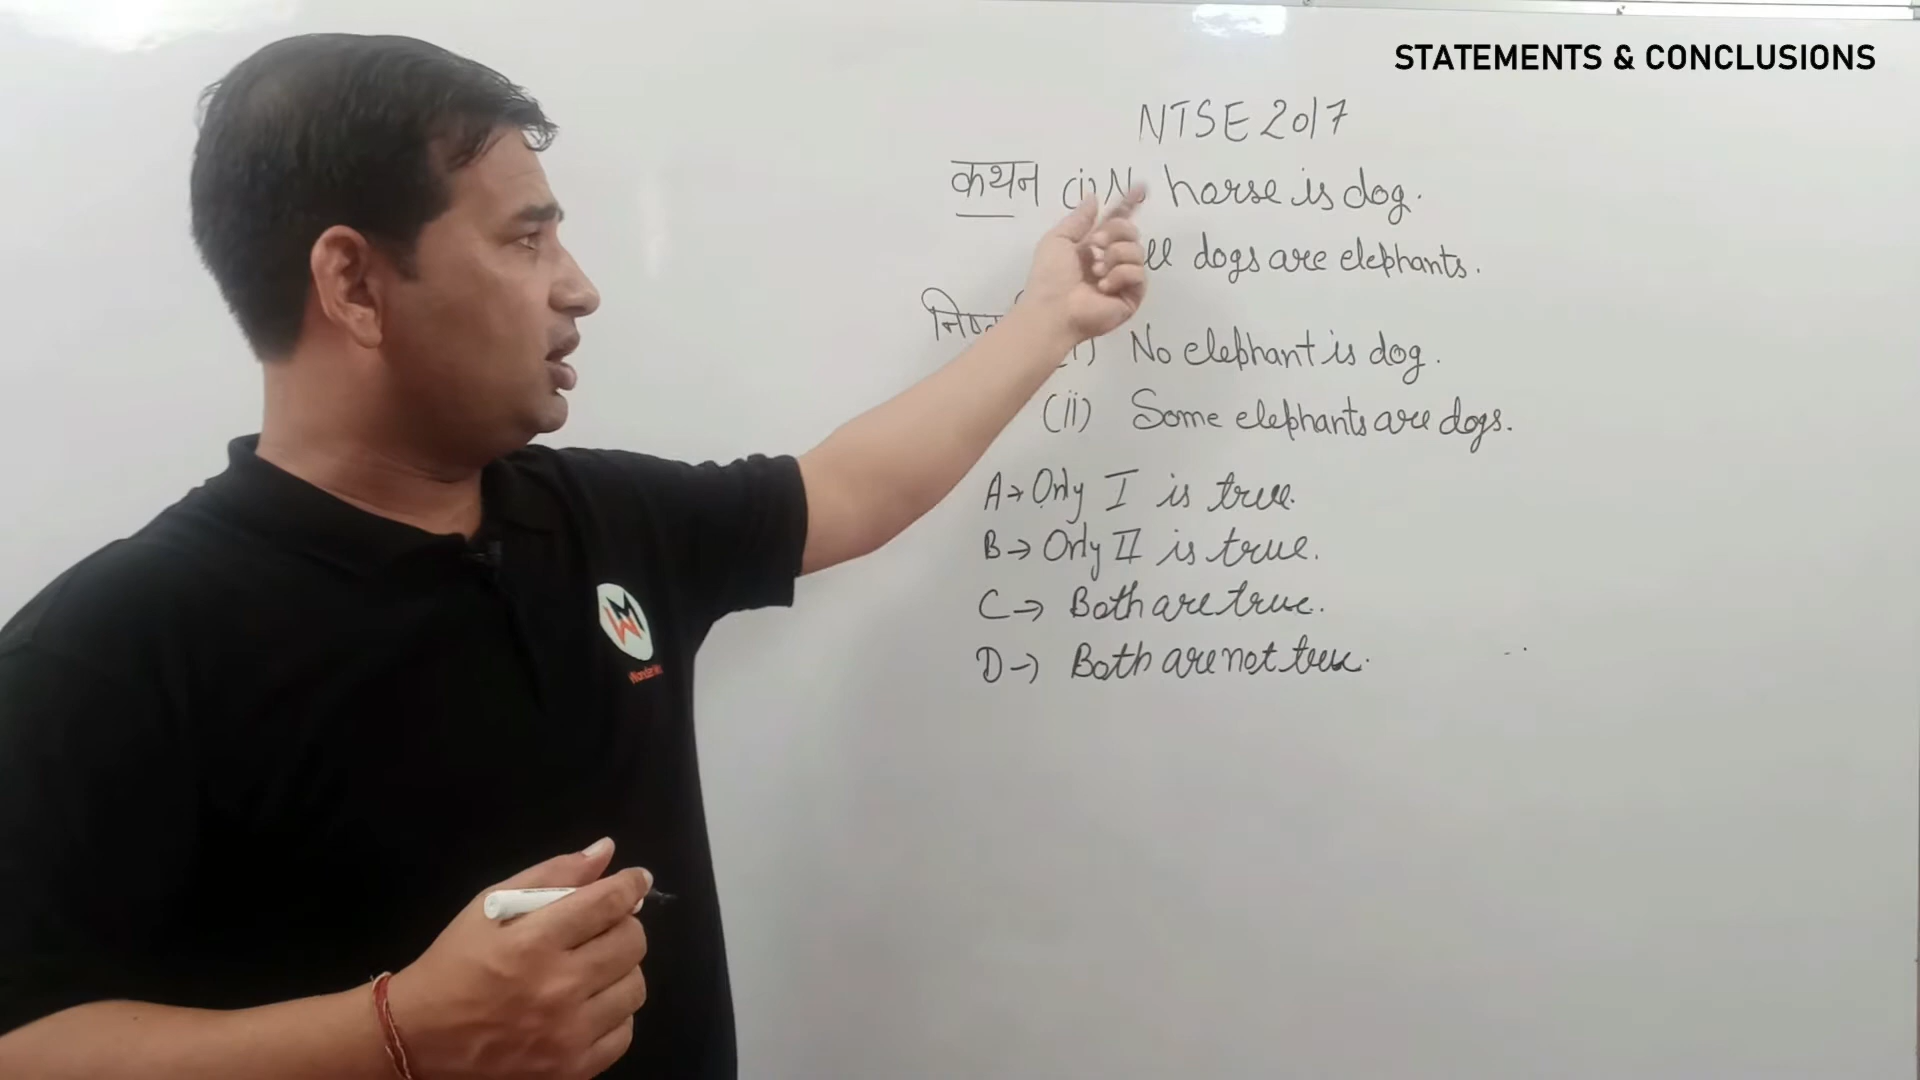 STATEMENTS & CONCLUSIONS
NTSE 2017
कथन (i) No horse is dog.
dogs are elephants.
No elephant is dog.
(ii) Some elephants are dogs.
A→ Only I is true.
B→ Only II is true.
C→ Both are true.
D→ Both are not true.